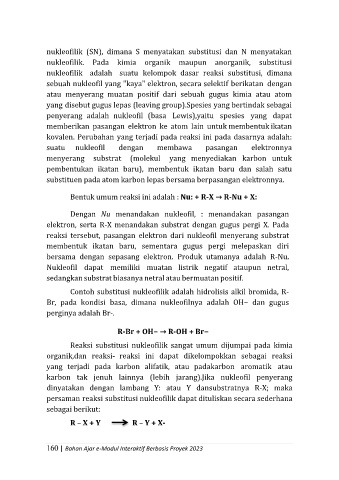 nukleofilik (SN), dimana S menyatakan substitusi dan N menyatakan
nukleofilik. Pada kimia organik maupun anorganik, substitusi
nukleofilik adalah suatu kelompok dasar reaksi substitusi, dimana
sebuah nukleofil yang "kaya" elektron, secara selektif berikatan dengan
atau menyerang muatan positif dari sebuah gugus kimia atau atom
yang disebut gugus lepas (leaving group).Spesies yang bertindak sebagai
penyerang adalah nukleofil (basa Lewis),yaitu spesies yang dapat
memberikan pasangan elektron ke atom lain untuk membentuk ikatan
kovalen. Perubahan yang terjadi pada reaksi ini pada dasarnya adalah:
suatu nukleofil dengan membawa pasangan elektronnya
menyerang substrat (molekul yang menyediakan karbon untuk
pembentukan ikatan baru), membentuk ikatan baru dan salah satu
substituen pada atom karbon lepas bersama berpasangan elektronnya.
Bentuk umum reaksi ini adalah : Nu: + R-X → R-Nu + X:
Dengan Nu menandakan nukleofil, : menandakan pasangan
elektron, serta R-X menandakan substrat dengan gugus pergi X. Pada
reaksi tersebut, pasangan elektron dari nukleofil menyerang substrat
membentuk ikatan baru, sementara gugus pergi melepaskan diri
bersama dengan sepasang elektron. Produk utamanya adalah R-Nu.
Nukleofil dapat memiliki muatan listrik negatif ataupun netral,
sedangkan substrat biasanya netral atau bermuatan positif.
Contoh substitusi nukleofilik adalah hidrolisis alkil bromida, R-
Br, pada kondisi basa, dimana nukleofilnya adalah OH− dan gugus
perginya adalah Br-.
R-Br + OH− → R-OH + Br−
Reaksi substitusi nukleofilik sangat umum dijumpai pada kimia
organik,dan reaksi- reaksi ini dapat dikelompokkan sebagai reaksi
yang terjadi pada karbon alifatik, atau padakarbon aromatik atau
karbon tak jenuh lainnya (lebih jarang).Jika nukleofil penyerang
dinyatakan dengan lambang Y: atau Y dansubstratnya R-X; maka
persaman reaksi substitusi nukleofilik dapat dituliskan secara sederhana
sebagai berikut:
R – X + Y ⟹ R – Y + X-
160 | Bahan Ajar e-Modul Interaktif Berbasis Proyek 2023